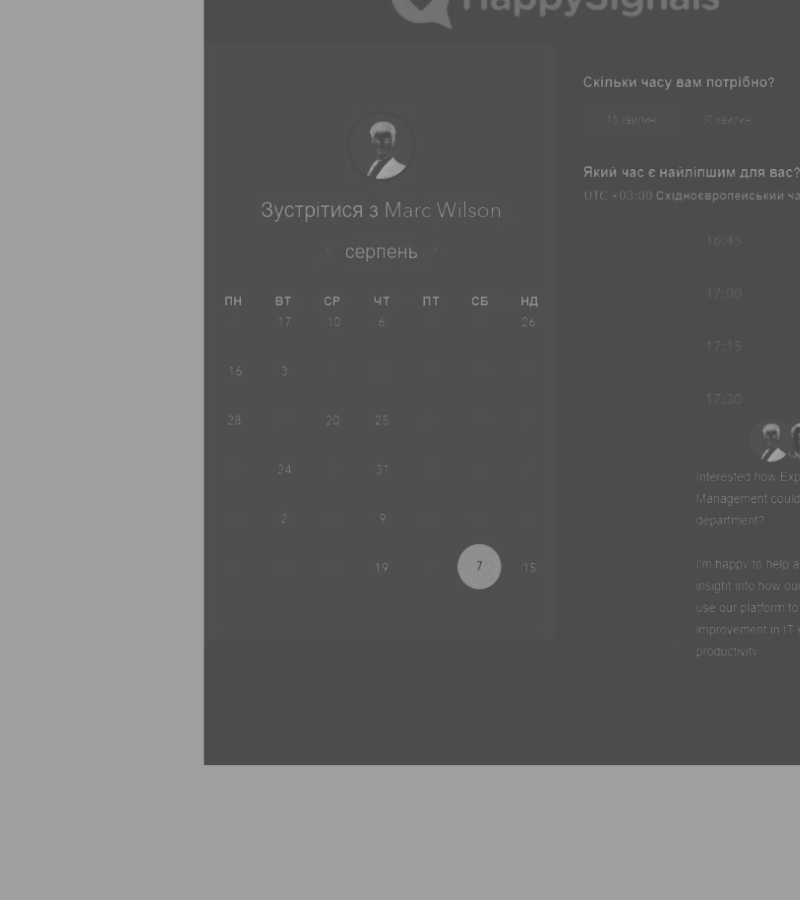 HappySignals
Зустрітися з Marc Wilson
серпень
ПН ВТ СР ЧТ ПТ СБ НД
17 10 6 26
16 3
28 20 25
24 31
2 9
19 7 15
Скільки часу вам потрібно?
15 хвилин 30 хвилин
Який час є найліпшим для вас?
UTC +03:00 Східноєвропейський ча
16:45
17:00
17:15
17:30
Interested how Exp
Management could
department?
I'm happy to help a
insight into how our
use our platform to
improvement in IT e
productivity